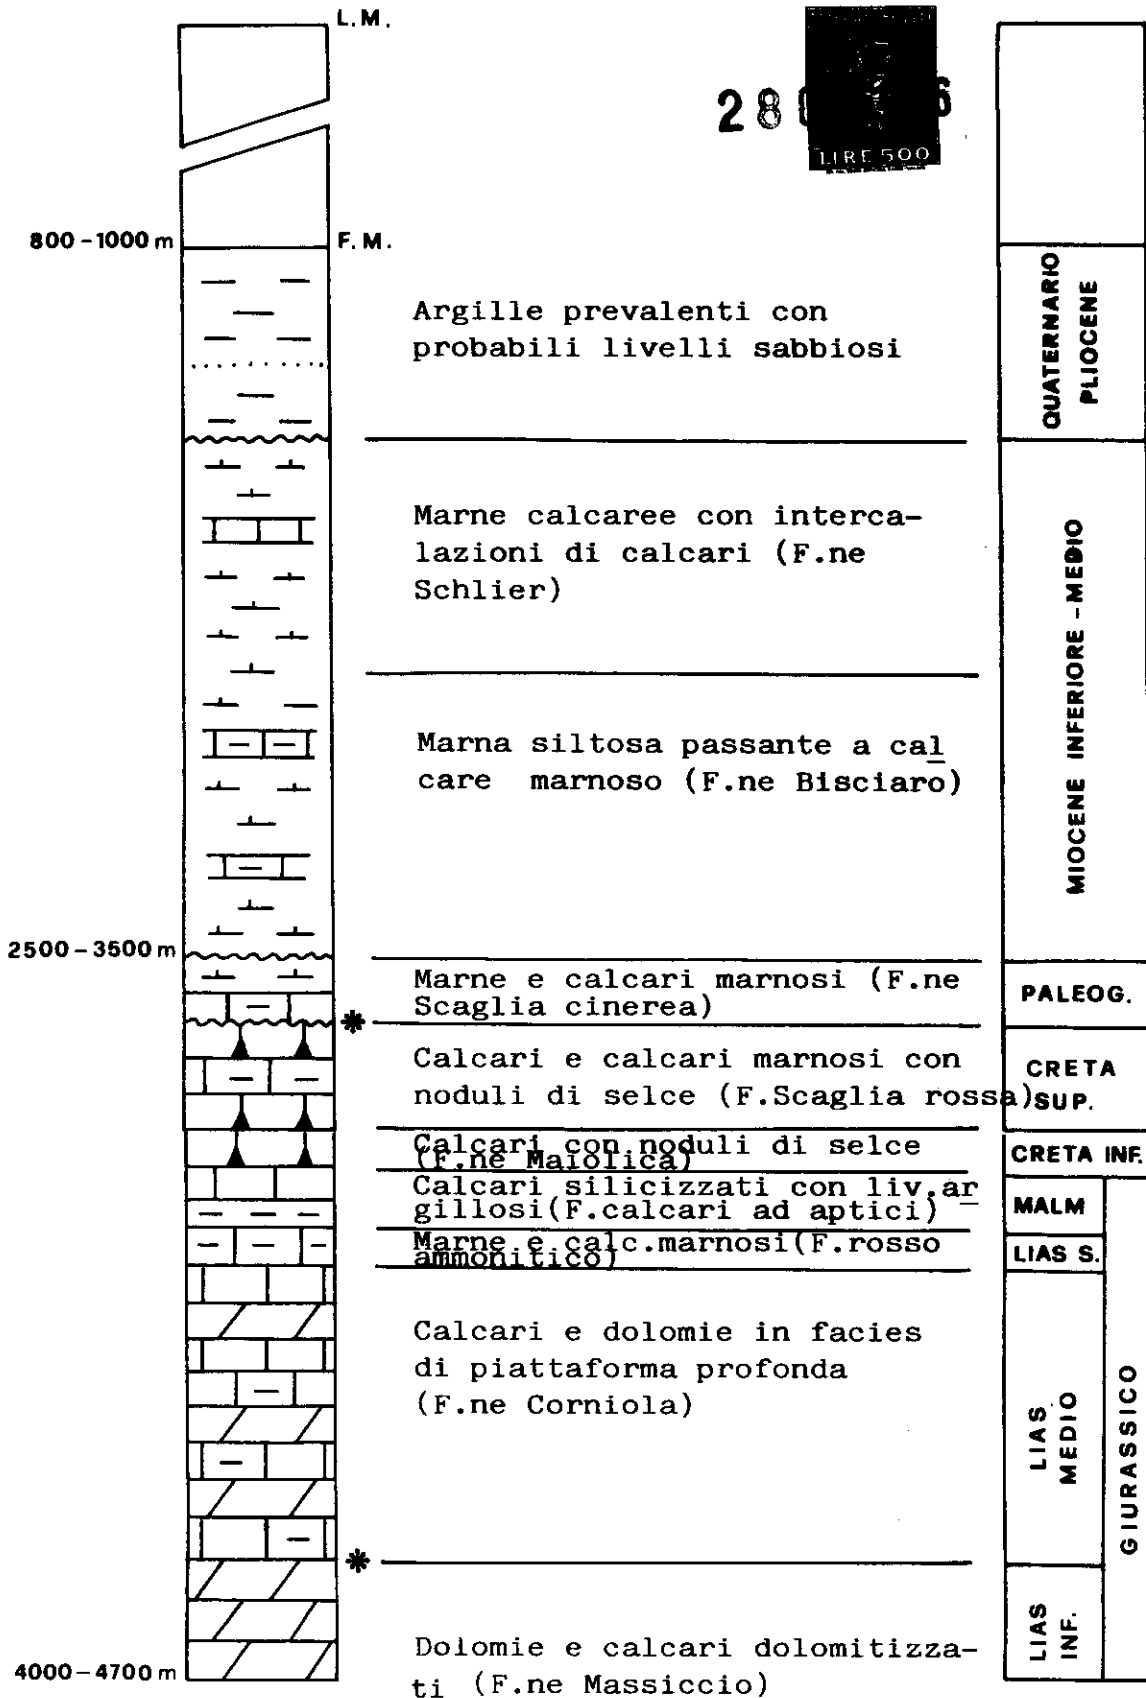 L.M.
LIRE 500
800-1000 m
F.M.
Argille prevalenti con
probabili livelli sabbiosi
QUATERNARIO
PLIOCENE
Marne calcaree con interca-
lazioni di calcari (F.ne
Schlier)
Marna siltosa passante a cal
care marnoso (F.ne Bisciaro)
MIOCENE INFERIORE - MEDIO
2500-3500 m
Marne e calcari marnosi (F.ne
Scaglia cinerea)
PALEOG.
*
Calcari e calcari marnosi con
noduli di selce (F.Scaglia rossa)
CRETA
SUP.
Calcari con noduli di selce
(F.ne Maiolica)
CRETA INF.
Calcari silicizzati con liv.ar
gillosi(F.calcari ad aptici)
MALM
Marne e calc.marnosi(F.rosso
ammonitico)
LIAS S.
Calcari e dolomie in facies
di piattaforma profonda
(F.ne Corniola)
LIAS
MEDIO
GIURASSICO
*
Dolomie e calcari dolomitizza-
ti (F.ne Massiccio)
LIAS
INF.
4000-4700 m